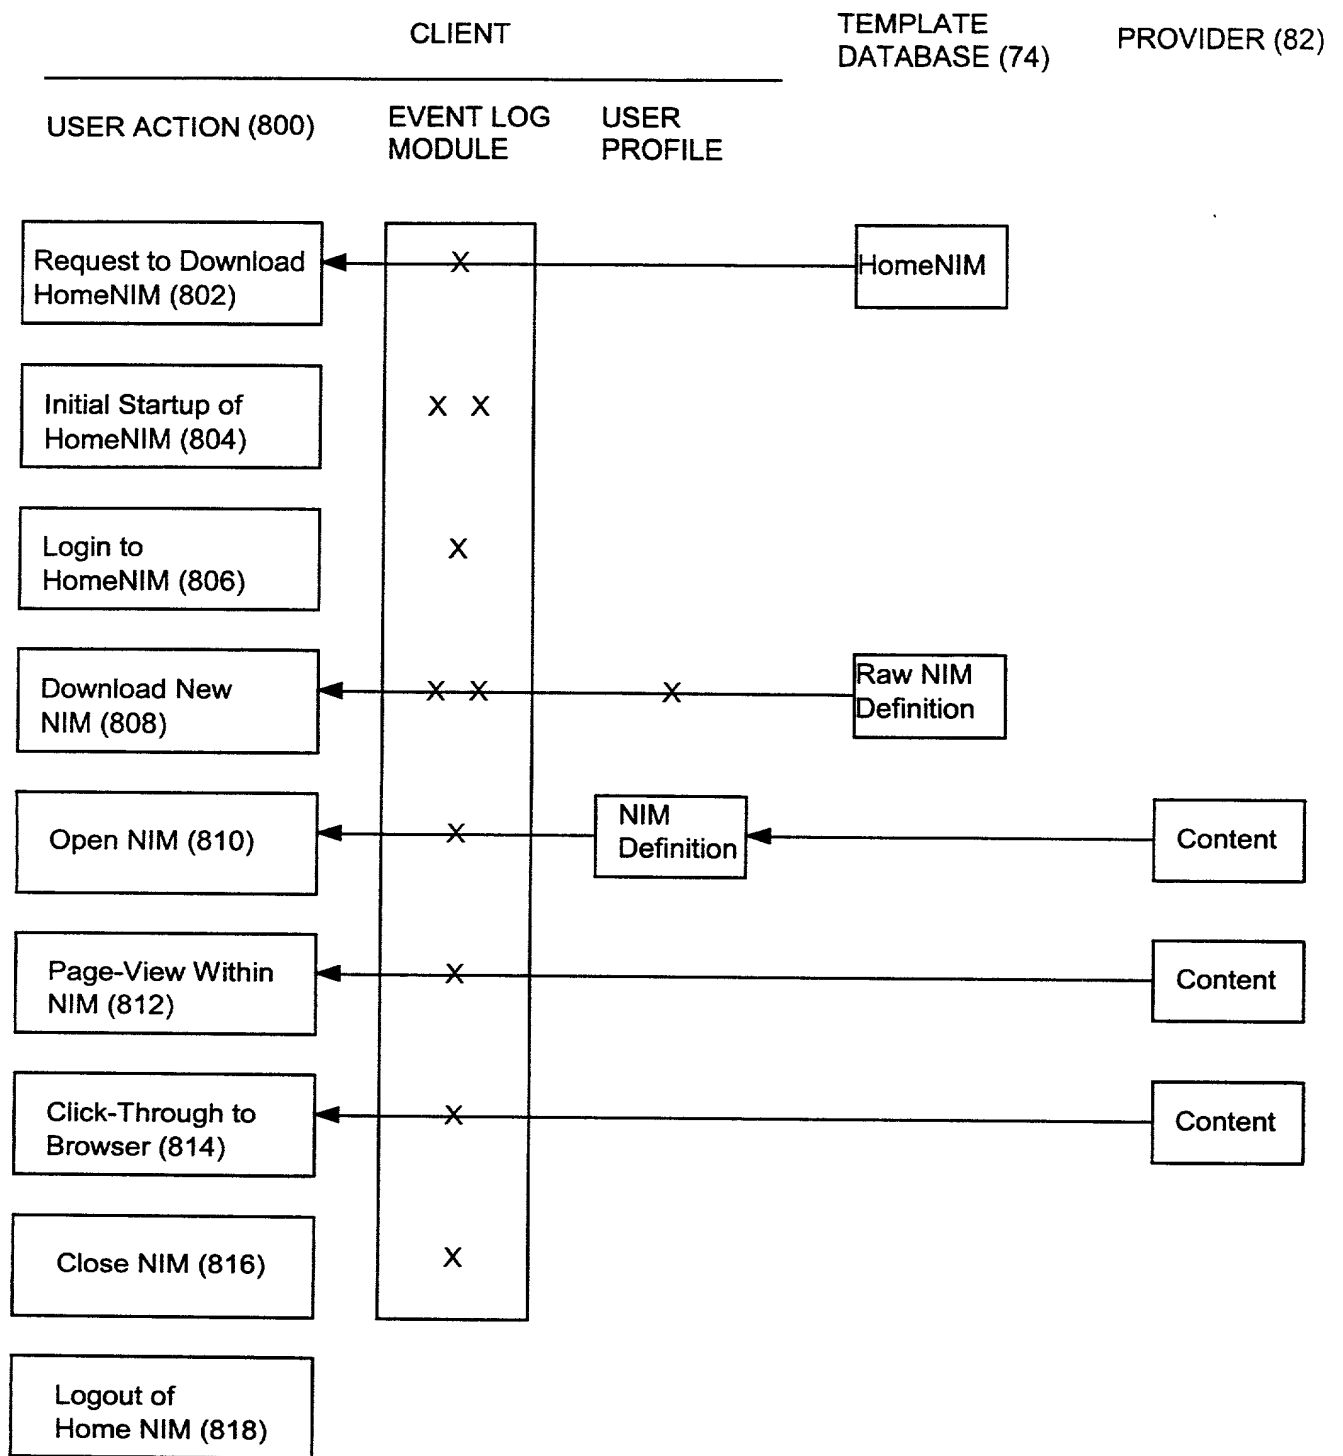 CLIENT
TEMPLATE
DATABASE (74)
PROVIDER (82)
USER ACTION (800)
EVENT LOG
MODULE
USER
PROFILE
Request to Download
HomeNIM (802)
X
HomeNIM
Initial Startup of
HomeNIM (804)
X X
Login to
HomeNIM (806)
X
Download New
NIM (808)
X X
X
Raw NIM
Definition
Open NIM (810)
X
NIM
Definition
Content
Page-View Within
NIM (812)
X
Content
Click-Through to
Browser (814)
X
Content
Close NIM (816)
X
Logout of
Home NIM (818)